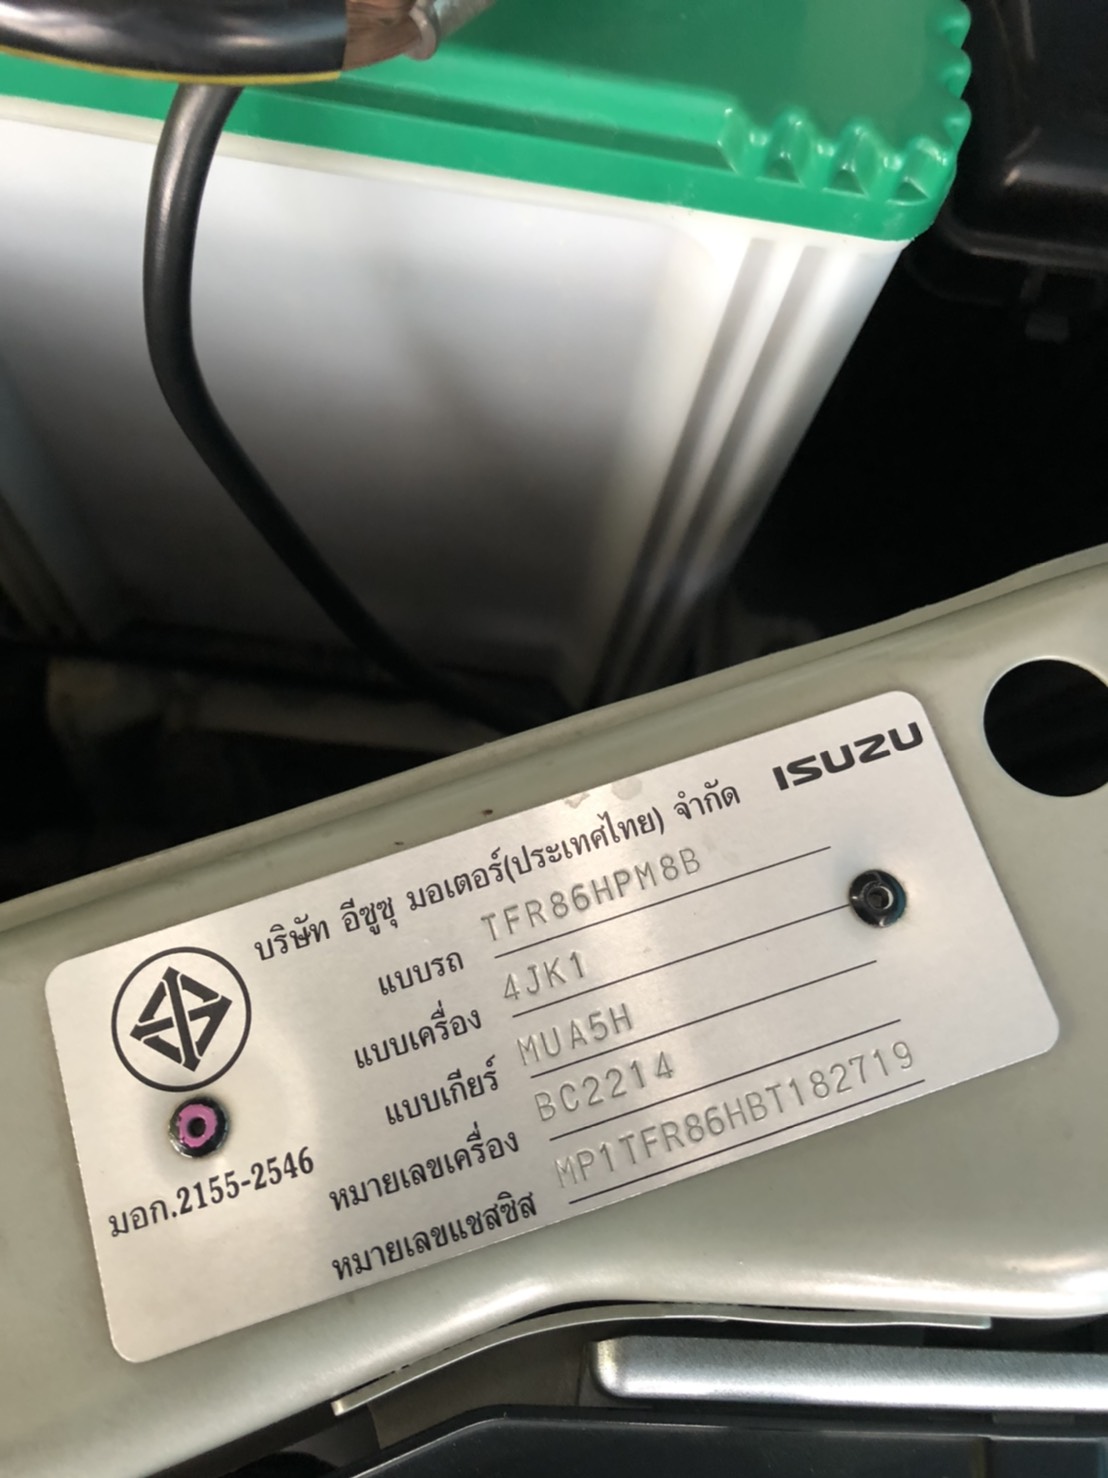 ISUZU
บริษัท อีซูซุ มอเตอร์(ประเทศไทย) จำกัด
แบบรถ TFR86HPM8B
แบบเครื่อง 4JK1
แบบเกียร์ MUA5H
หมายเลขเครื่อง BC2214
หมายเลขแชสซิส MP1TFR86HBT182719
มอก.2155-2546